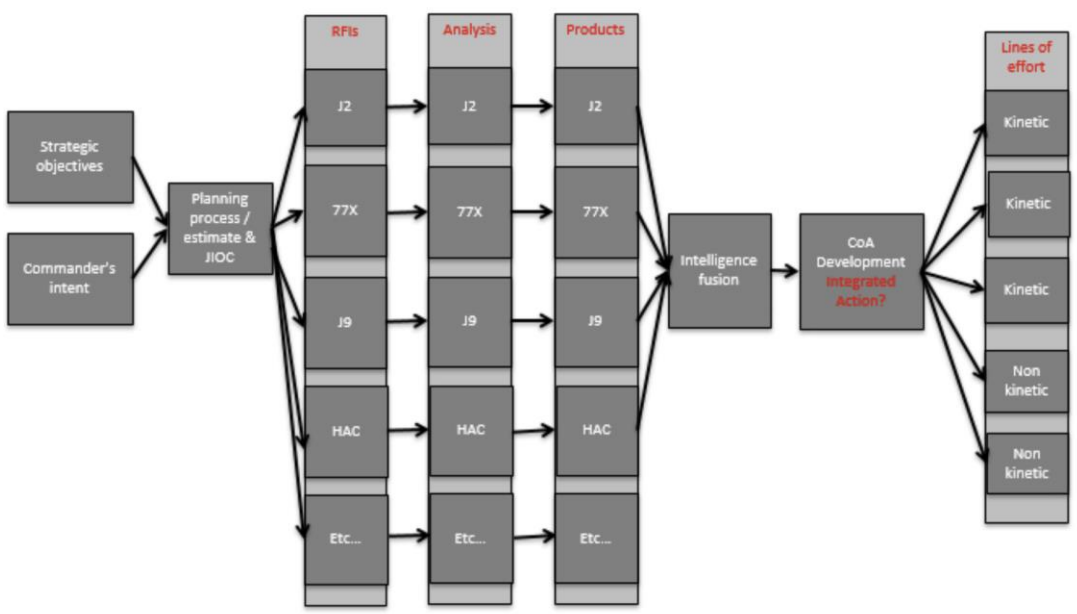 Strategic
objectives
Commander's
intent
Planning
process /
estimate &
JIOC
RFIs
J2
77X
J9
HAC
Etc...
Analysis
J2
77X
J9
HAC
Etc...
Products
J2
77X
J9
HAC
Etc...
Intelligence
fusion
CoA
Development
Integrated
Action?
Lines of
effort
Kinetic
Kinetic
Kinetic
Non
kinetic
Non
kinetic